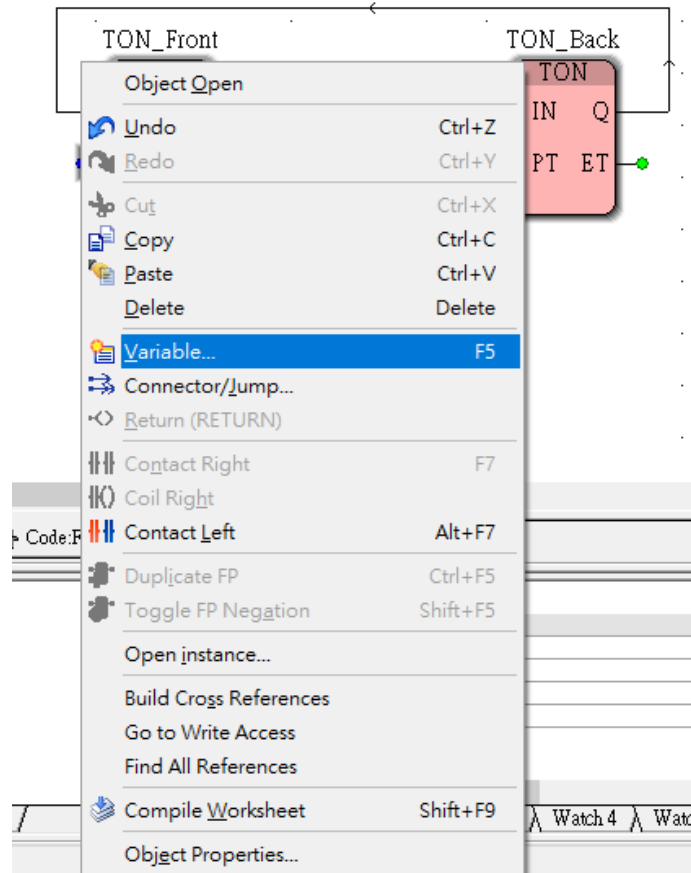 TON_Front TON_Back
TON
IN Q
PT ET
Object Open
Undo Ctrl+Z
Redo Ctrl+Y
Cut Ctrl+X
Copy Ctrl+C
Paste Ctrl+V
Delete Delete
Variable... F5
Connector/Jump...
Return (RETURN)
Contact Right F7
Coil Right
Code:F Contact Left Alt+F7
Duplicate FP Ctrl+F5
Toggle FP Negation Shift+F5
Open instance...
Build Cross References
Go to Write Access
Find All References
Compile Worksheet Shift+F9
Watch 4 Watc
Object Properties...